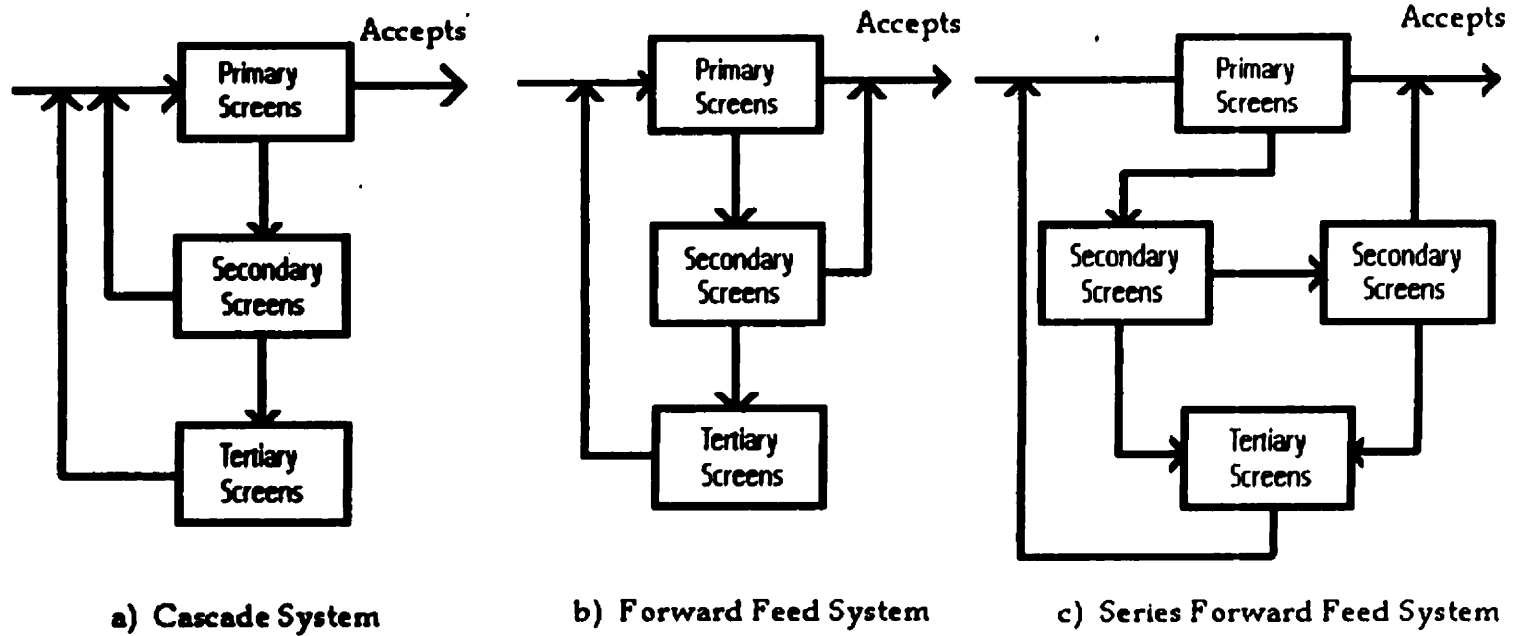 Accepts
Primary
Screens
Secondary
Screens
Tertiary
Screens
a) Cascade System
Accepts
Primary
Screens
Secondary
Screens
Tertiary
Screens
b) Forward Feed System
Accepts
Primary
Screens
Secondary
Screens
Secondary
Screens
Tertiary
Screens
c) Series Forward Feed System